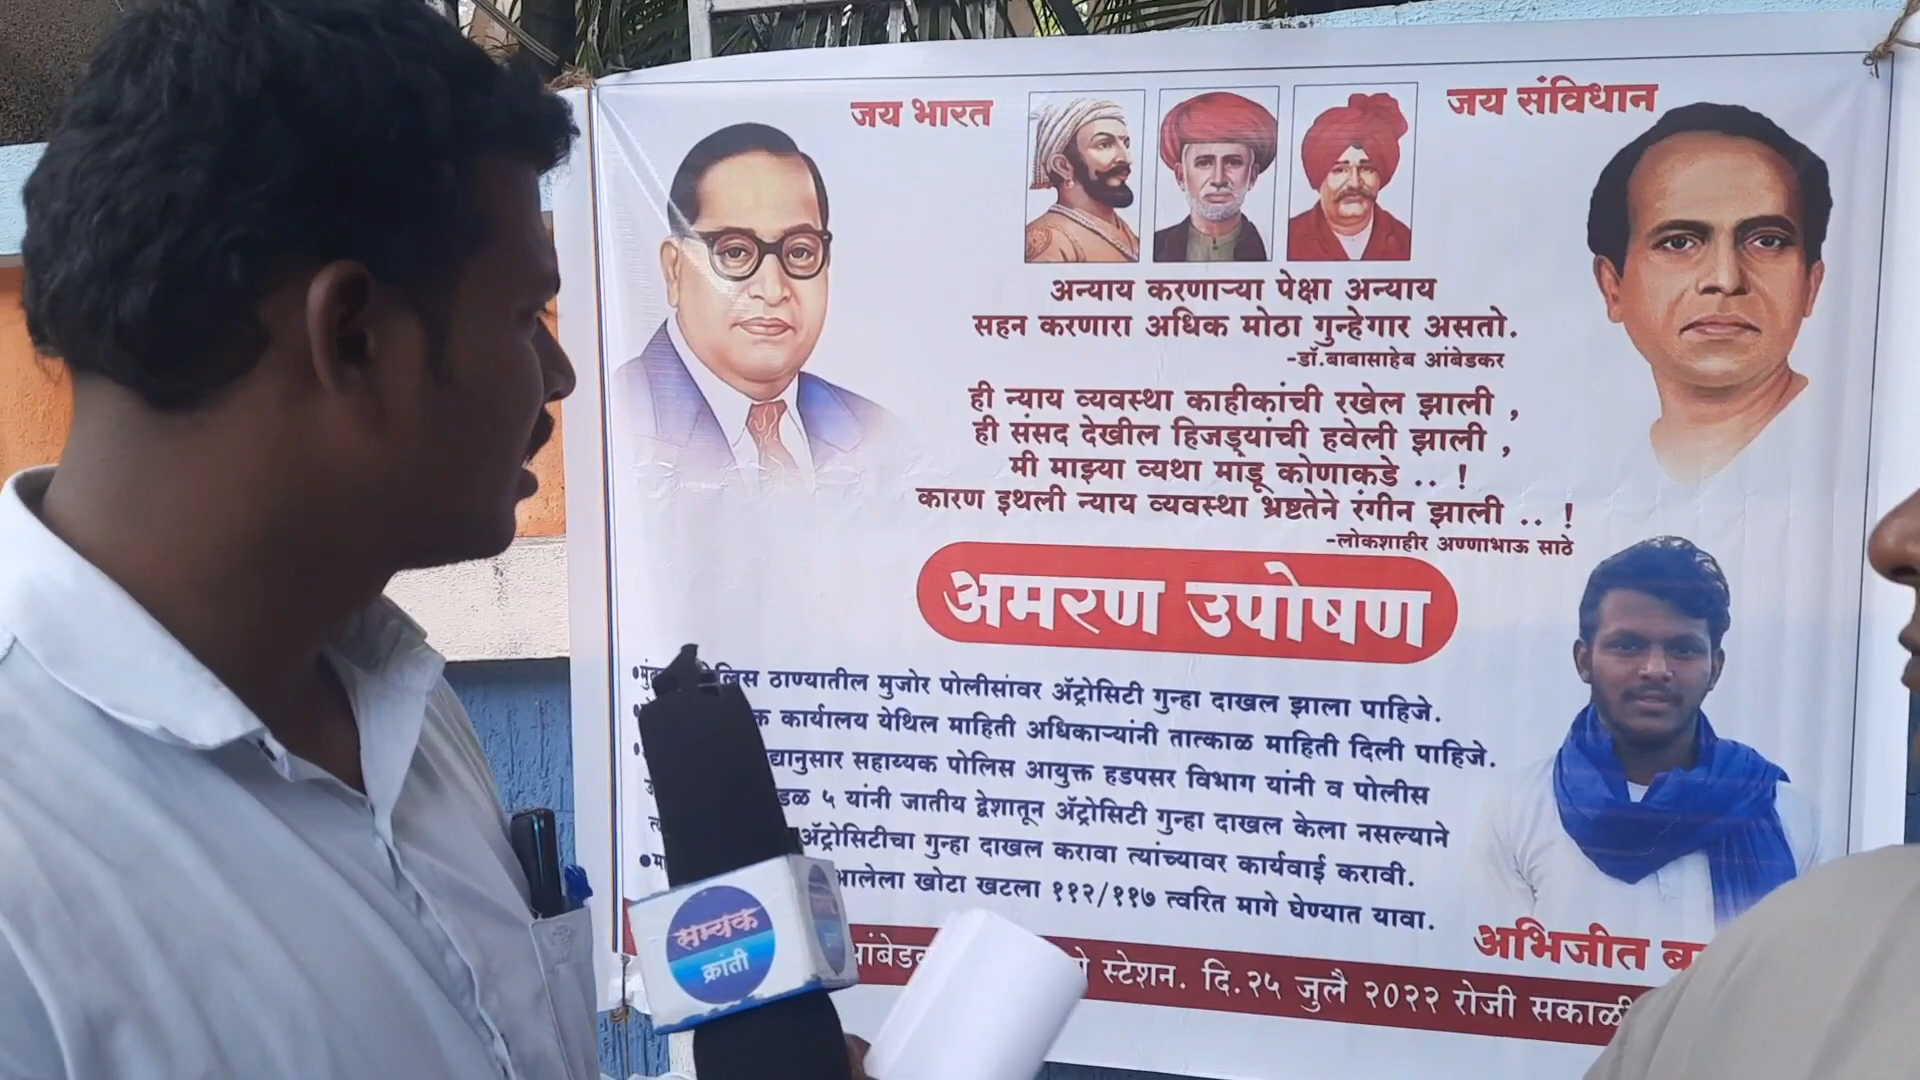 जय भारत
जय संविधान
अन्याय करणाऱ्या पेक्षा अन्याय
सहन करणारा अधिक मोठा गुन्हेगार असतो.
-डॉ.बाबासाहेब आंबेडकर
ही न्याय व्यवस्था काहीकांची रखेल झाली ,
ही संसद देखील हिजड्यांची हवेली झाली ,
मी माझ्या व्यथा माडू कोणाकडे .. !
कारण इथली न्याय व्यवस्था भ्रष्टतेने रंगीन झाली .. !
-लोकशाहीर अण्णाभाऊ साठे
अमरण उपोषण
ठाण्यातील मुजोर पोलीसांवर ॲट्रोसिटी गुन्हा दाखल झाला पाहिजे.
कार्यालय येथिल माहिती अधिकाऱ्यांनी तात्काळ माहिती दिली पाहिजे.
सहाय्यक पोलिस आयुक्त हडपसर विभाग यांनी व पोलीस
५ यांनी जातीय द्वेशातून ॲट्रोसिटी गुन्हा दाखल केला नसल्याने
ॲट्रोसिटीचा गुन्हा दाखल करावा त्यांच्यावर कार्यवाई करावी.
आलेला खोटा खटला ११२/११७ त्वरित मागे घेण्यात यावा.
अभिजीत
स्टेशन. दि.२५ जुलै २०२२ रोजी सकाळी
सम्यक
क्रांती